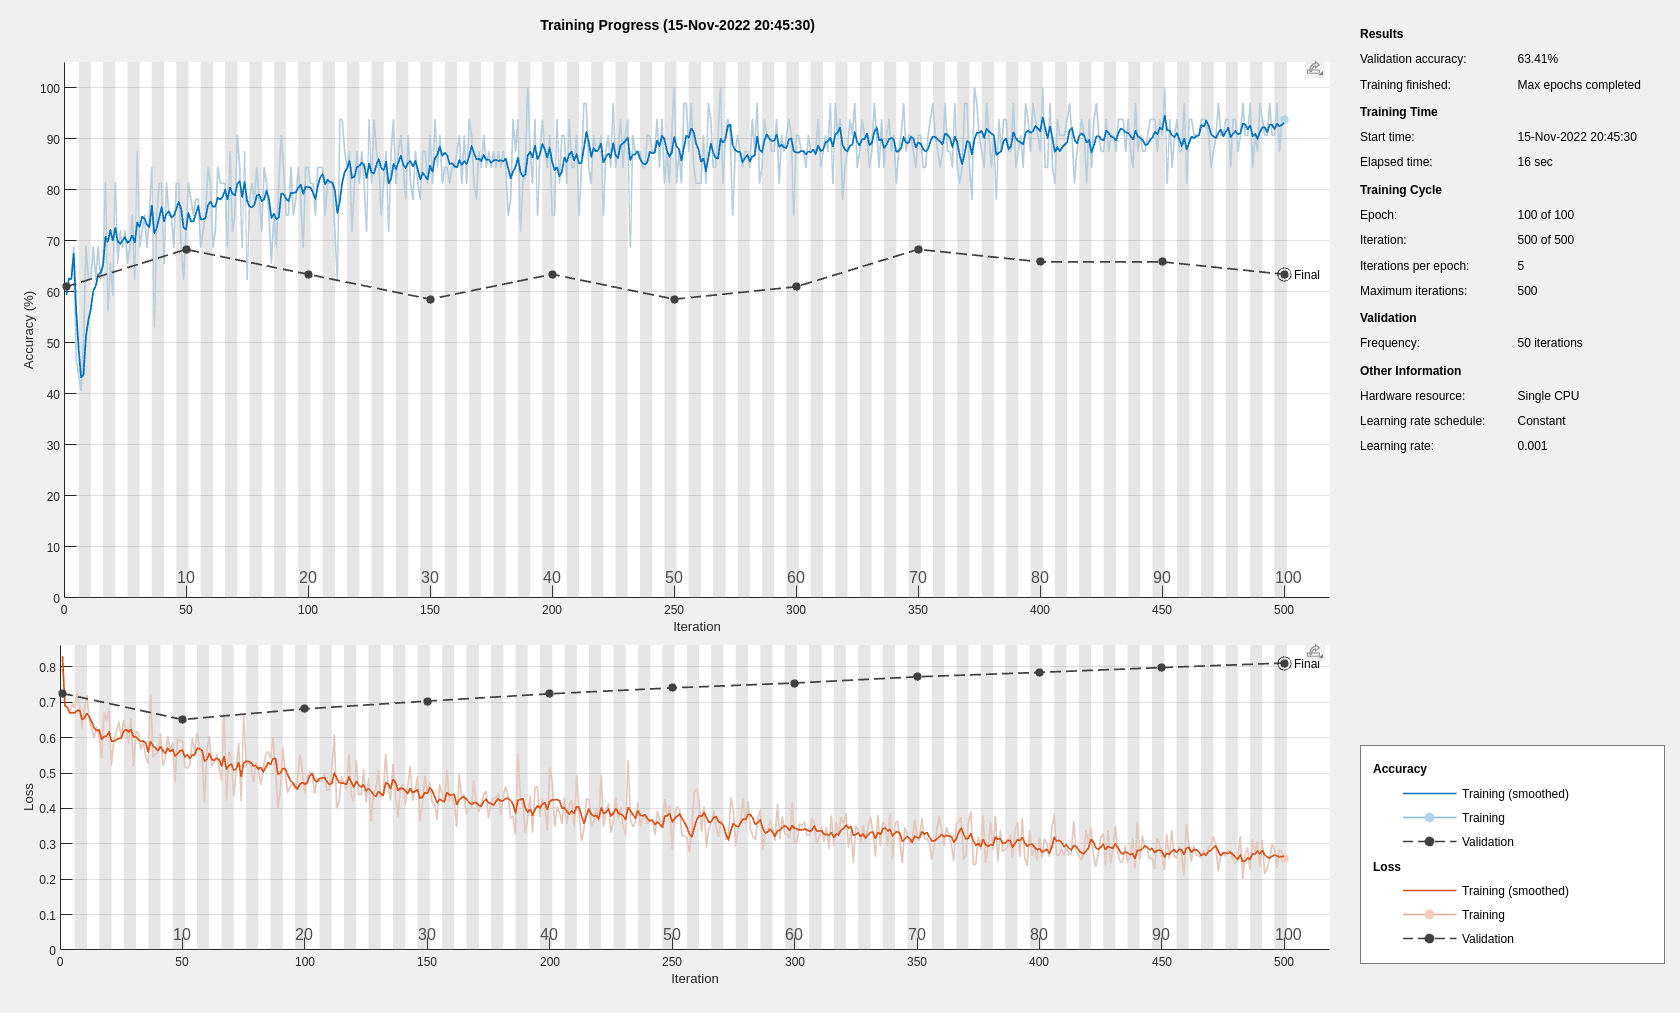 Training Progress (15-Nov-2022 20:45:30)
100
90
80
70
60
50
40
30
20
10
0
Accuracy (%)
Final
10 20 30 40 50 60 70 80 90 100
0 50 100 150 200 250 300 350 400 450 500
Iteration
0.8
0.7
0.6
0.5
0.4
0.3
0.2
0.1
0
Loss
Final
10 20 30 40 50 60 70 80 90 100
0 50 100 150 200 250 300 350 400 450 500
Iteration
Results
Validation accuracy: 63.41%
Training finished: Max epochs completed
Training Time
Start time: 15-Nov-2022 20:45:30
Elapsed time: 16 sec
Training Cycle
Epoch: 100 of 100
Iteration: 500 of 500
Iterations per epoch: 5
Maximum iterations: 500
Validation
Frequency: 50 iterations
Other Information
Hardware resource: Single CPU
Learning rate schedule: Constant
Learning rate: 0.001
Accuracy
Training (smoothed)
Training
Validation
Loss
Training (smoothed)
Training
Validation